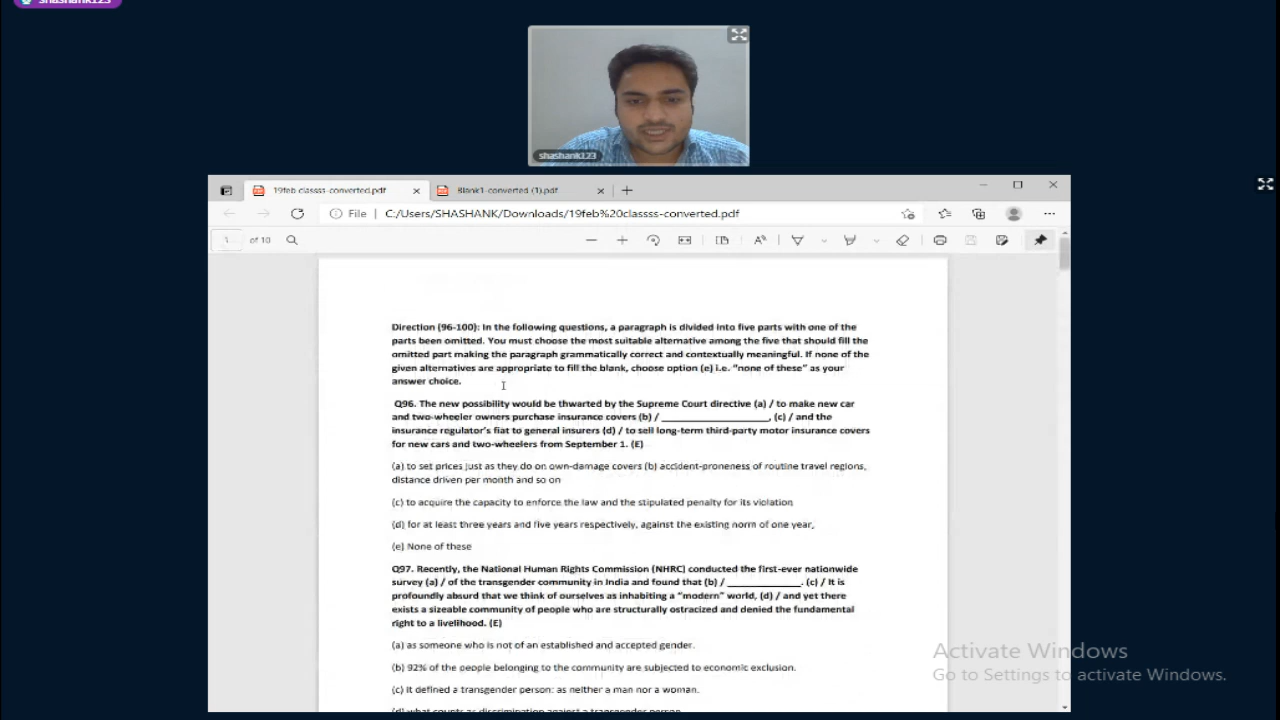 shashank123
shashank123
19feb classss-converted.pdf
Blank1-converted (1).pdf
File
C:/Users/SHASHANK/Downloads/19feb%20classss-converted.pdf
of 10
Direction (96-100): In the following questions, a paragraph is divided into five parts with one of the
parts been omitted. You must choose the most suitable alternative among the five that should fill the
omitted part making the paragraph grammatically correct and contextually meaningful. If none of the
given alternatives are appropriate to fill the blank, choose option (e) i.e. "none of these" as your
answer choice.
Q96. The new possibility would be thwarted by the Supreme Court directive (a) / to make new car
and two-wheeler owners purchase insurance covers (b) / ____________________, (c) / and the
insurance regulator's fiat to general insurers (d) / to sell long-term third-party motor insurance covers
for new cars and two-wheelers from September 1. (E)
(a) to set prices just as they do on own-damage covers (b) accident-proneness of routine travel regions,
distance driven per month and so on
(c) to acquire the capacity to enforce the law and the stipulated penalty for its violation
(d) for at least three years and five years respectively, against the existing norm of one year,
(e) None of these
Q97. Recently, the National Human Rights Commission (NHRC) conducted the first-ever nationwide
survey (a) / of the transgender community in India and found that (b) / ______________. (c) / It is
profoundly absurd that we think of ourselves as inhabiting a "modern" world, (d) / and yet there
exists a sizeable community of people who are structurally ostracized and denied the fundamental
right to a livelihood. (E)
(a) as someone who is not of an established and accepted gender.
(b) 92% of the people belonging to the community are subjected to economic exclusion.
(c) It defined a transgender person: as neither a man nor a woman.
(d) what counts as discrimination against a transgender person
Activate Windows
Go to Settings to activate Windows.